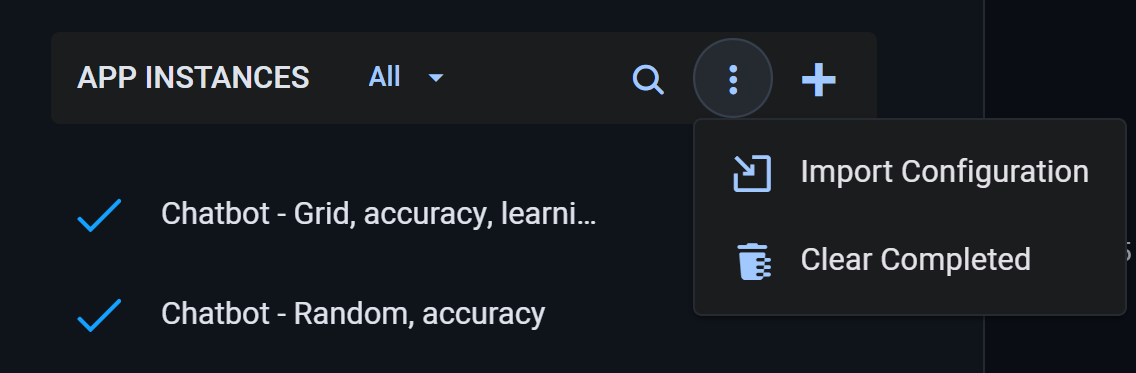 APP INSTANCES All
Import Configuration
Chatbot - Grid, accuracy, learni...
Clear Completed
Chatbot - Random, accuracy